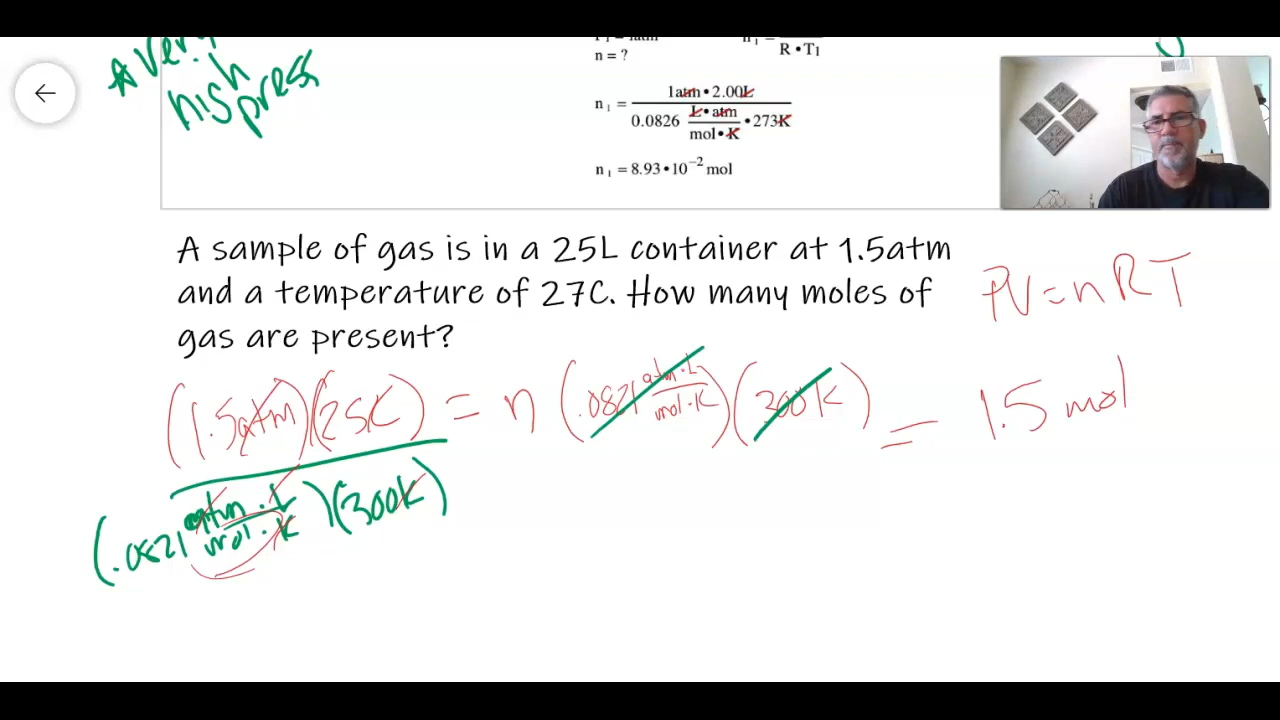 A very
high
press
n = ?
R • T1
n 1 = 1atm • 2.00L
0.0826 L • atm
mol • K • 273K
n 1 = 8.93 • 10-2 mol
A sample of gas is in a 25L container at 1.5atm
and a temperature of 27C. How many moles of
gas are present?
PV = nRT
(1.5atm)(25L) = n (.0821 atm·L
mol·K)(300K) = 1.5 mol
(.0821 atm·L
mol·K)(300K)